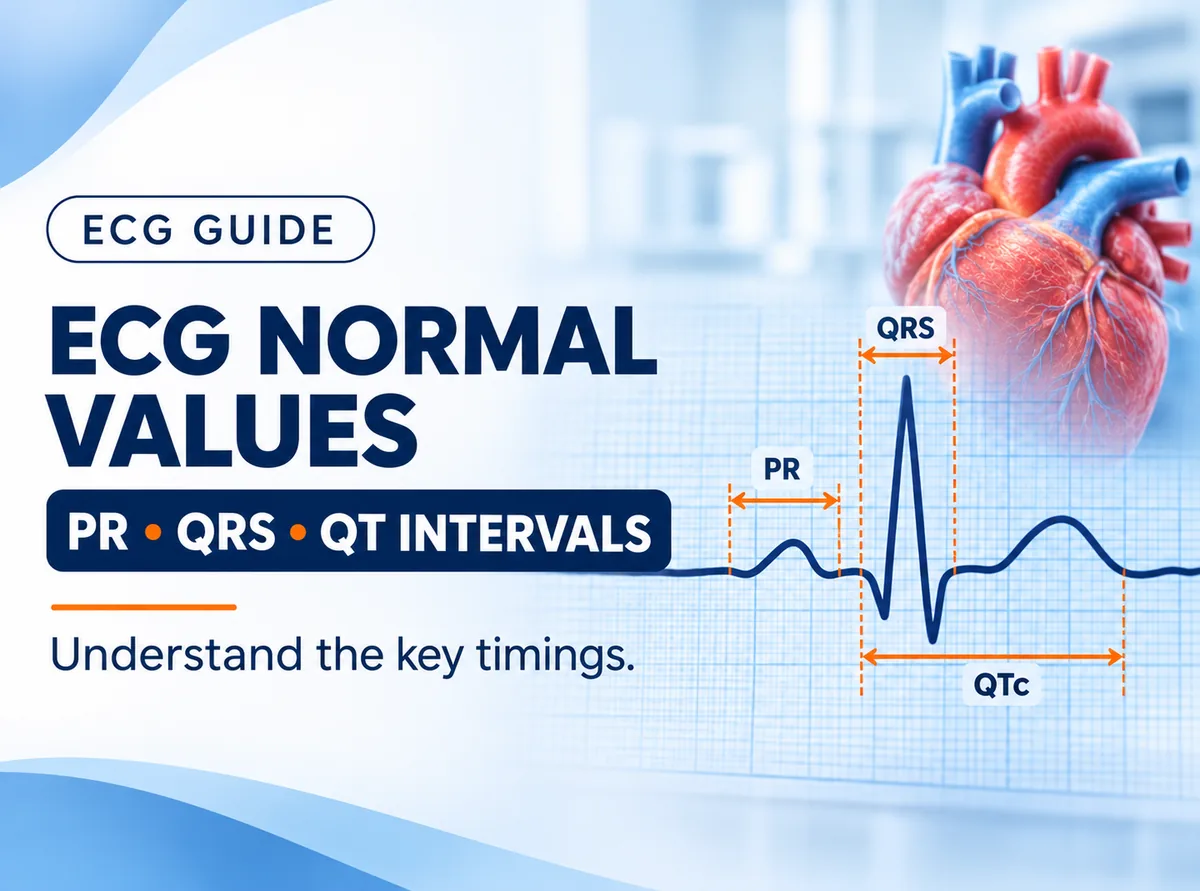 ECG GUIDE
ECG NORMAL
VALUES
PR • QRS • QT INTERVALS
Understand the key timings.
QRS
PR
QTc